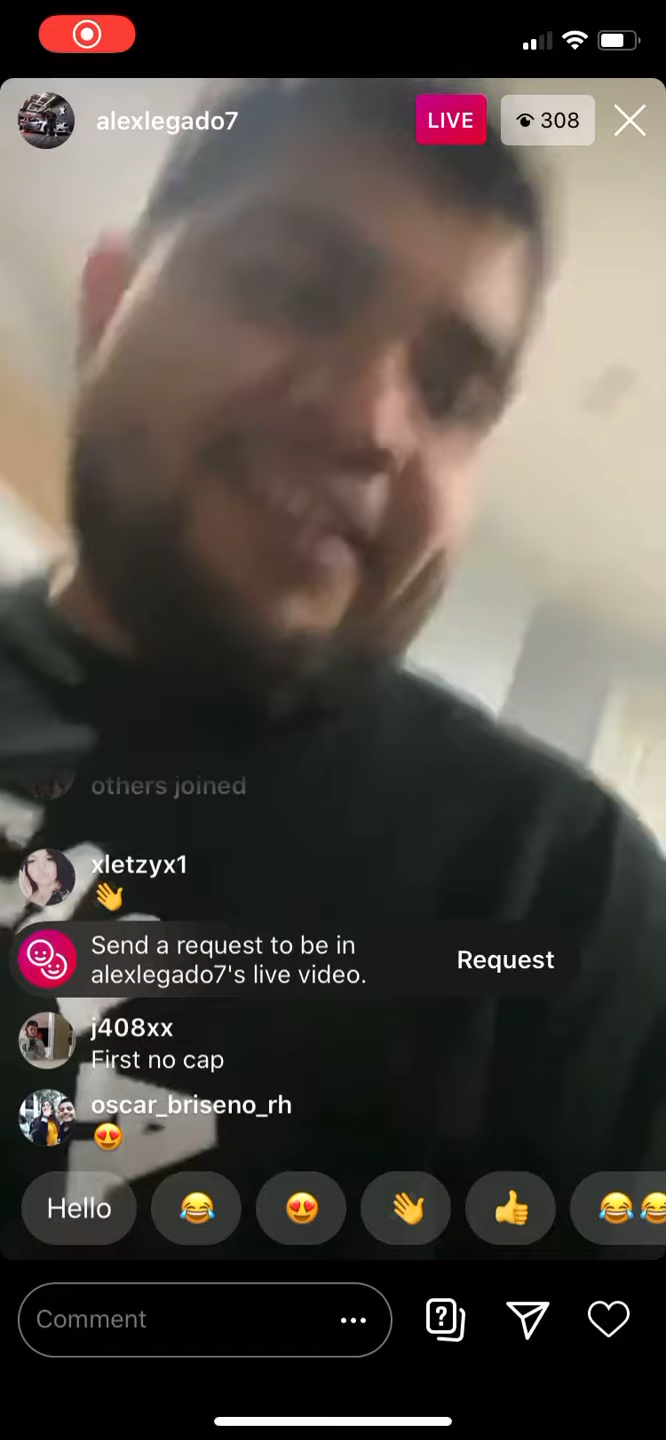 alexlegado7
LIVE
308
others joined
xletzyx1
👋
Send a request to be in
alexlegado7's live video.
Request
j408xx
First no cap
oscar_briseno_rh
😍
Hello 😂 😍 👋 👍 😂😂
Comment